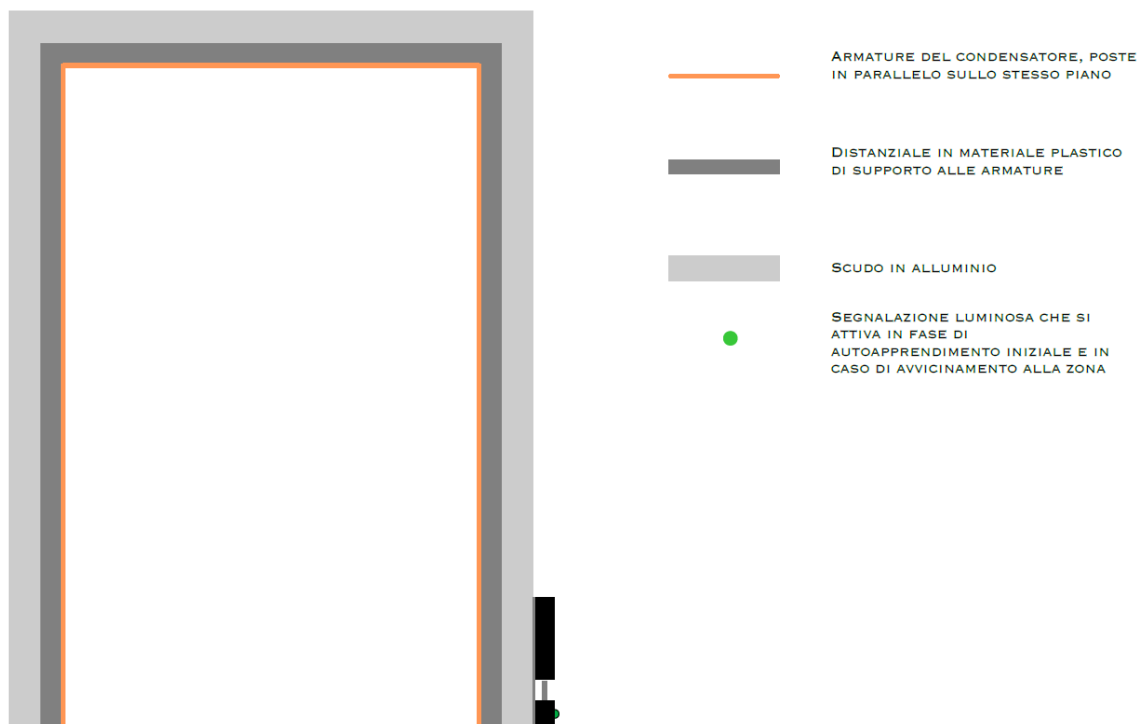 ARMATURE DEL CONDENSATORE, POSTE
IN PARALLELO SULLO STESSO PIANO
DISTANZIALE IN MATERIALE PLASTICO
DI SUPPORTO ALLE ARMATURE
SCUDO IN ALLUMINIO
SEGNALAZIONE LUMINOSA CHE SI
ATTIVA IN FASE DI
AUTOAPPRENDIMENTO INIZIALE E IN
CASO DI AVVICINAMENTO ALLA ZONA